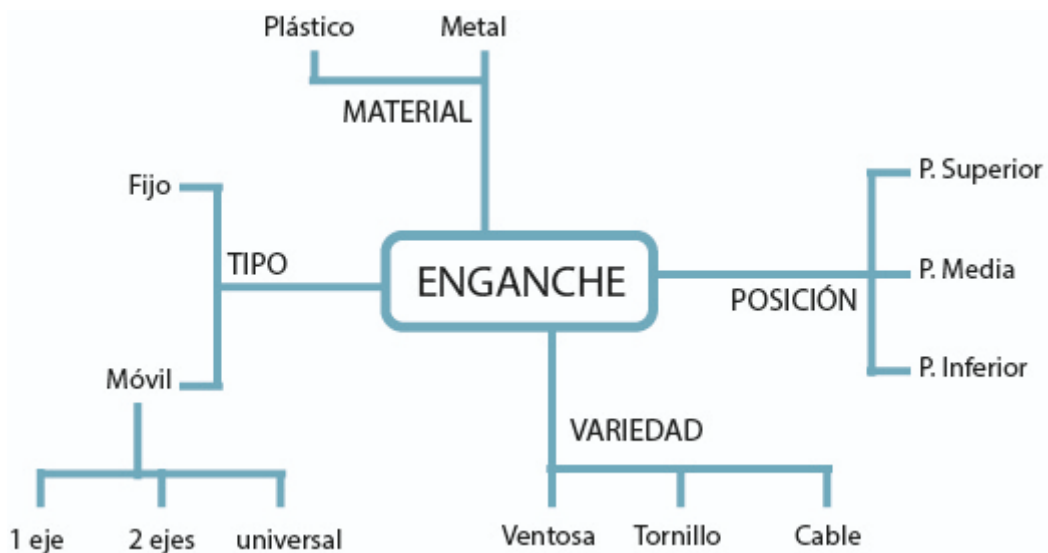 Plástico
Metal
MATERIAL
Fijo
TIPO
Móvil
1 eje
2 ejes
universal
ENGANCHE
POSICIÓN
P. Superior
P. Media
P. Inferior
VARIEDAD
Ventosa
Tornillo
Cable